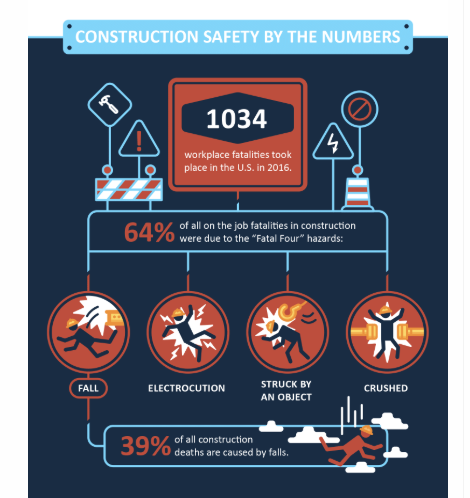 CONSTRUCTION SAFETY BY THE NUMBERS
1034
workplace fatalities took
place in the U.S. in 2016.
64% of all on the job fatalities in construction
were due to the "Fatal Four" hazards:
FALL
ELECTROCUTION
STRUCK BY
AN OBJECT
CRUSHED
39% of all construction
deaths are caused by falls.